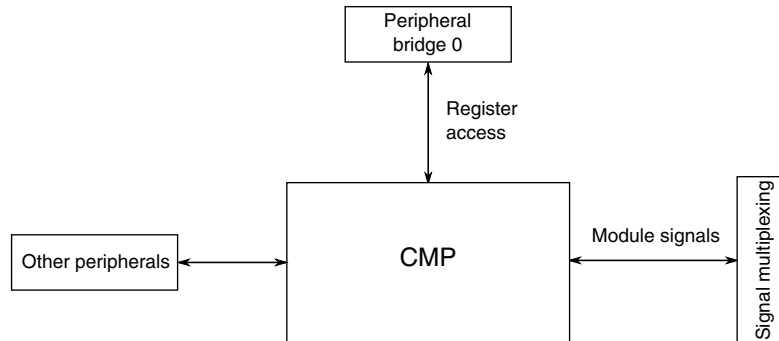 Peripheral
bridge 0
Register
access
CMP
Other peripherals
Module signals
Signal multiplexing